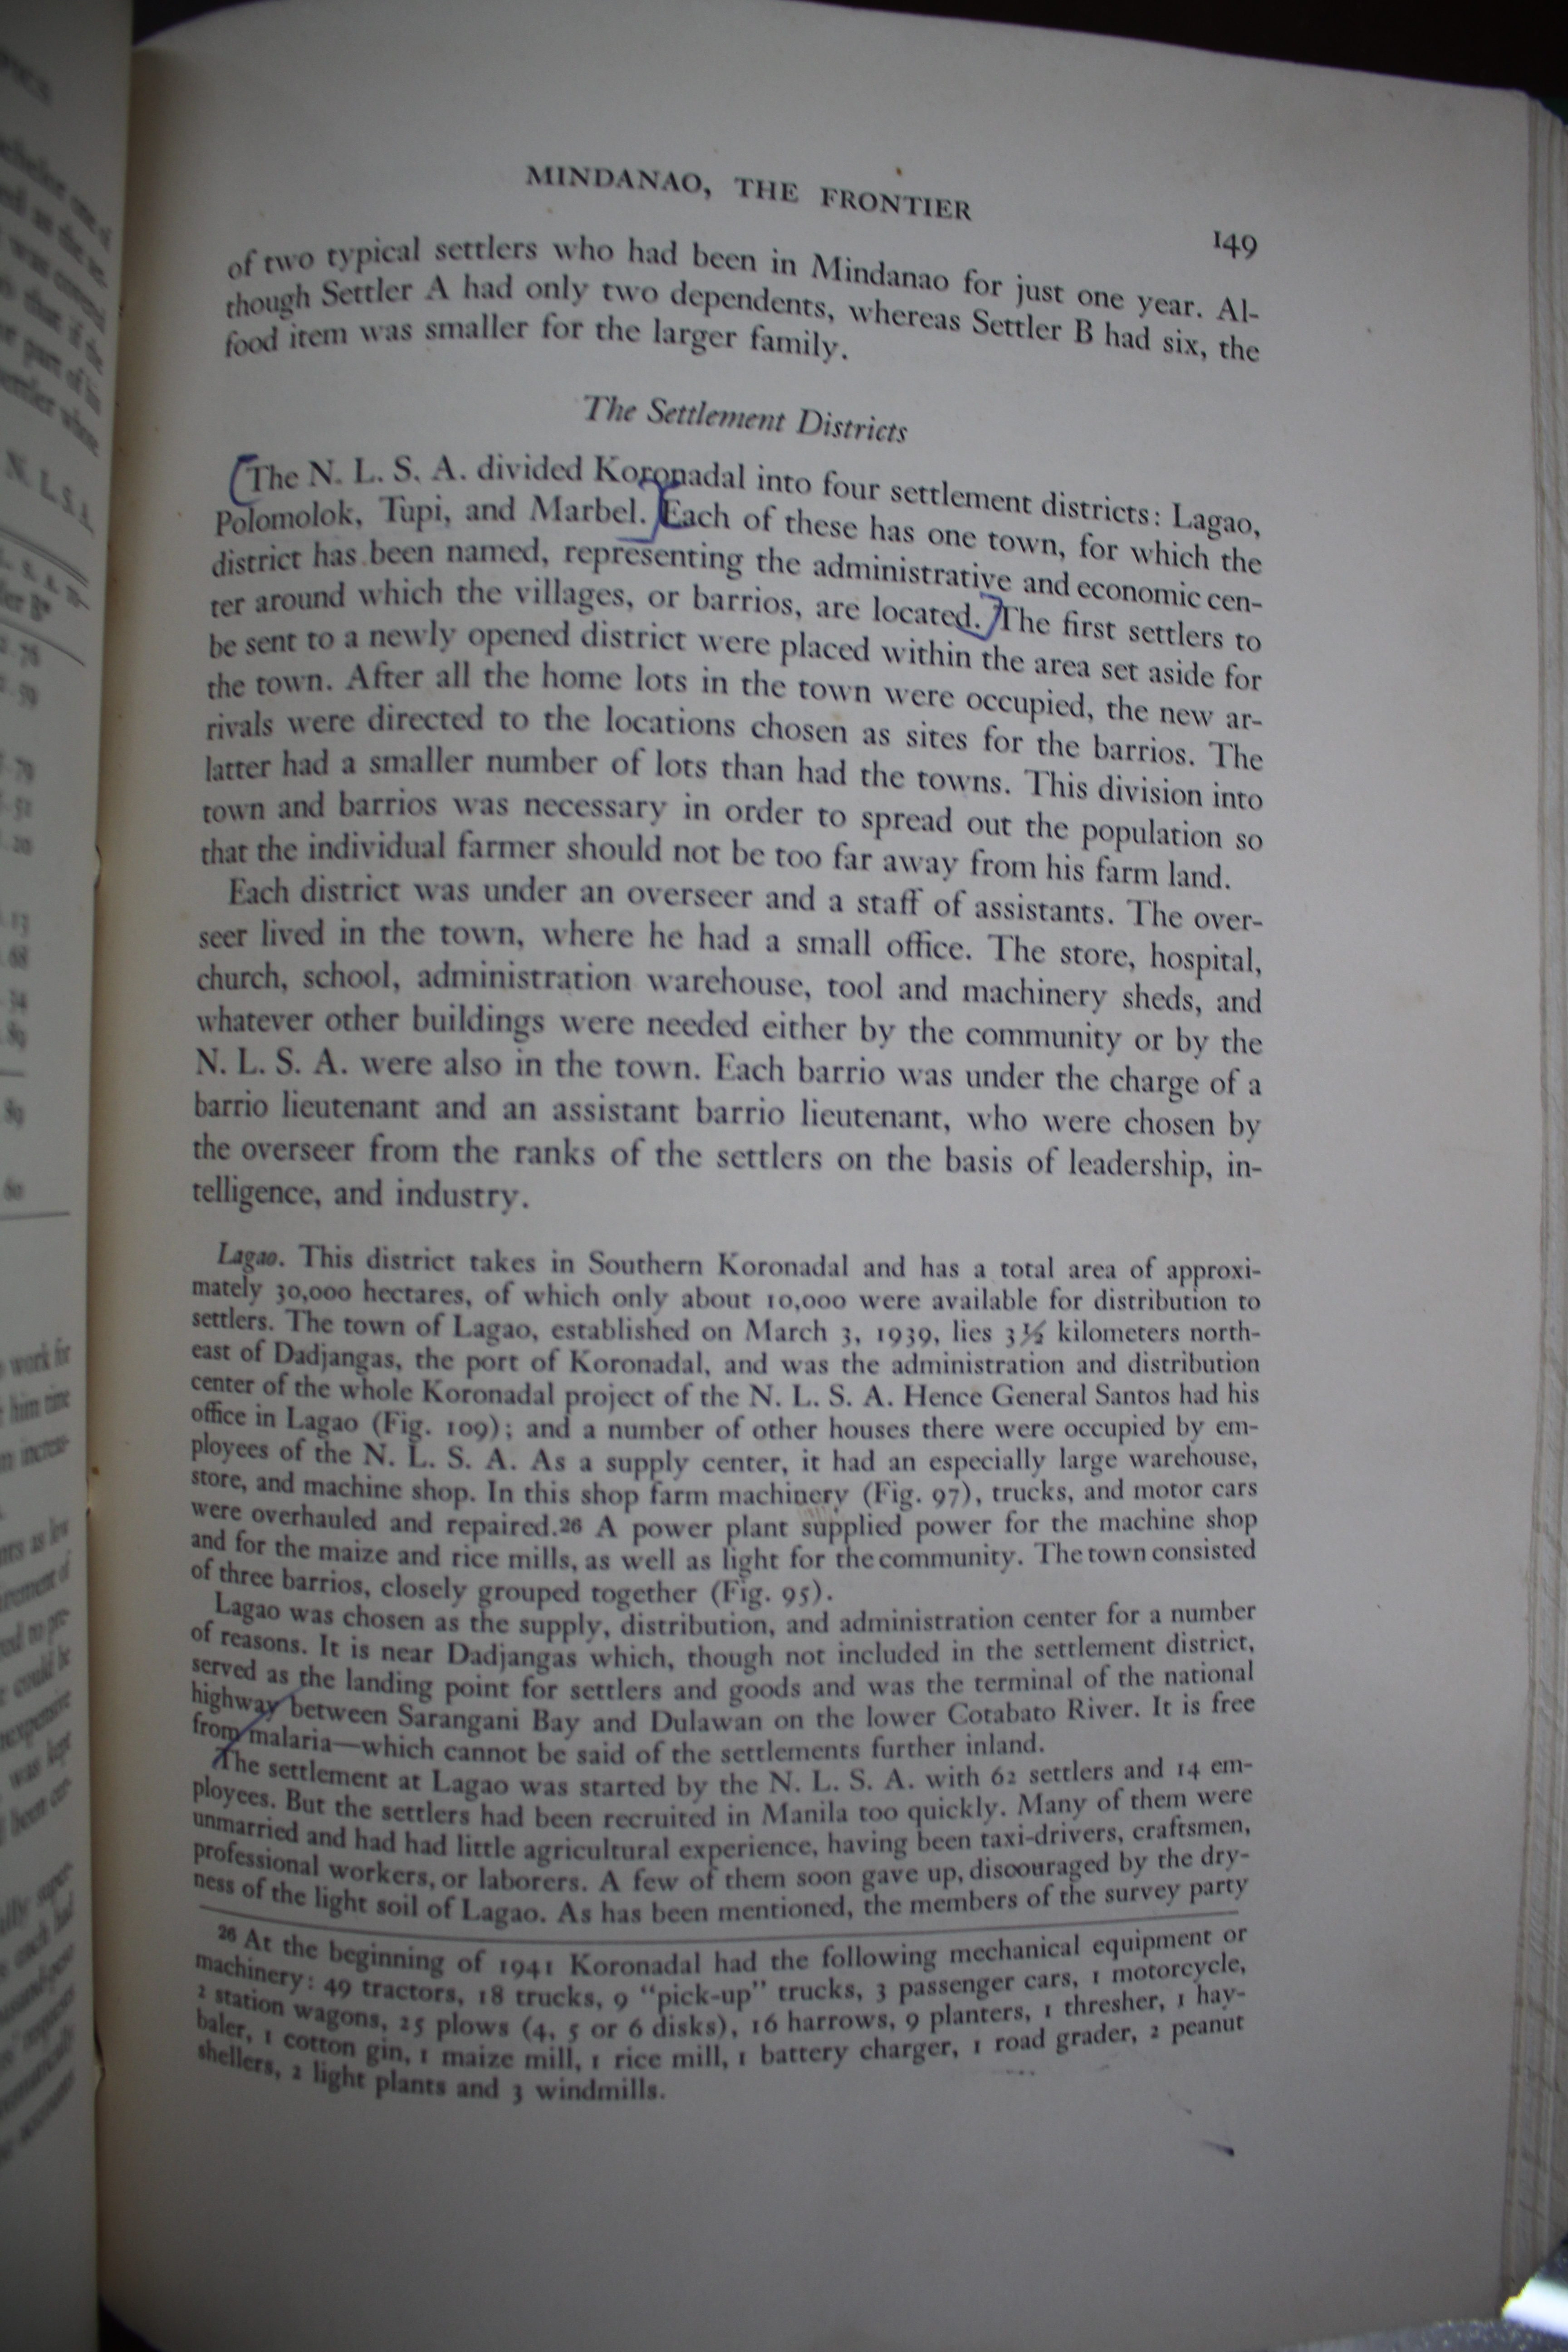 MINDANAO, THE FRONTIER
149
of two typical settlers who had been in Mindanao for just one year. Al-
though Settler A had only two dependents, whereas Settler B had six, the
food item was smaller for the larger family.
The Settlement Districts
The N. L. S. A. divided Koronadal into four settlement districts: Lagao,
Polomolok, Tupi, and Marbel. Each of these has one town, for which the
district has been named, representing the administrative and economic cen-
ter around which the villages, or barrios, are located. The first settlers to
be sent to a newly opened district were placed within the area set aside for
the town. After all the home lots in the town were occupied, the new ar-
rivals were directed to the locations chosen as sites for the barrios. The
latter had a smaller number of lots than had the towns. This division into
town and barrios was necessary in order to spread out the population so
that the individual farmer should not be too far away from his farm land.
Each district was under an overseer and a staff of assistants. The over-
seer lived in the town, where he had a small office. The store, hospital,
church, school, administration warehouse, tool and machinery sheds, and
whatever other buildings were needed either by the community or by the
N. L. S. A. were also in the town. Each barrio was under the charge of a
barrio lieutenant and an assistant barrio lieutenant, who were chosen by
the overseer from the ranks of the settlers on the basis of leadership, in-
telligence, and industry.
Lagao. This district takes in Southern Koronadal and has a total area of approxi-
mately 30,000 hectares, of which only about 10,000 were available for distribution to
settlers. The town of Lagao, established on March 3, 1939, lies 3½ kilometers north-
east of Dadjangas, the port of Koronadal, and was the administration and distribution
center of the whole Koronadal project of the N. L. S. A. Hence General Santos had his
office in Lagao (Fig. 109); and a number of other houses there were occupied by em-
ployees of the N. L. S. A. As a supply center, it had an especially large warehouse,
store, and machine shop. In this shop farm machinery (Fig. 97), trucks, and motor cars
were overhauled and repaired.26 A power plant supplied power for the machine shop
and for the maize and rice mills, as well as light for the community. The town consisted
of three barrios, closely grouped together (Fig. 95).
Lagao was chosen as the supply, distribution, and administration center for a number
of reasons. It is near Dadjangas which, though not included in the settlement district,
served as the landing point for settlers and goods and was the terminal of the national
highway between Sarangani Bay and Dulawan on the lower Cotabato River. It is free
from malaria—which cannot be said of the settlements further inland.
The settlement at Lagao was started by the N. L. S. A. with 62 settlers and 14 em-
ployees. But the settlers had been recruited in Manila too quickly. Many of them were
unmarried and had had little agricultural experience, having been taxi-drivers, craftsmen,
professional workers, or laborers. A few of them soon gave up, discouraged by the dry-
ness of the light soil of Lagao. As has been mentioned, the members of the survey party
26 At the beginning of 1941 Koronadal had the following mechanical equipment or
machinery: 49 tractors, 18 trucks, 9 “pick-up” trucks, 3 passenger cars, 1 motorcycle,
2 station wagons, 25 plows (4, 5 or 6 disks), 16 harrows, 9 planters, 1 thresher, 1 hay-
baler, 1 cotton gin, 1 maize mill, 1 rice mill, 1 battery charger, 1 road grader, 2 peanut
shellers, 2 light plants and 3 windmills.